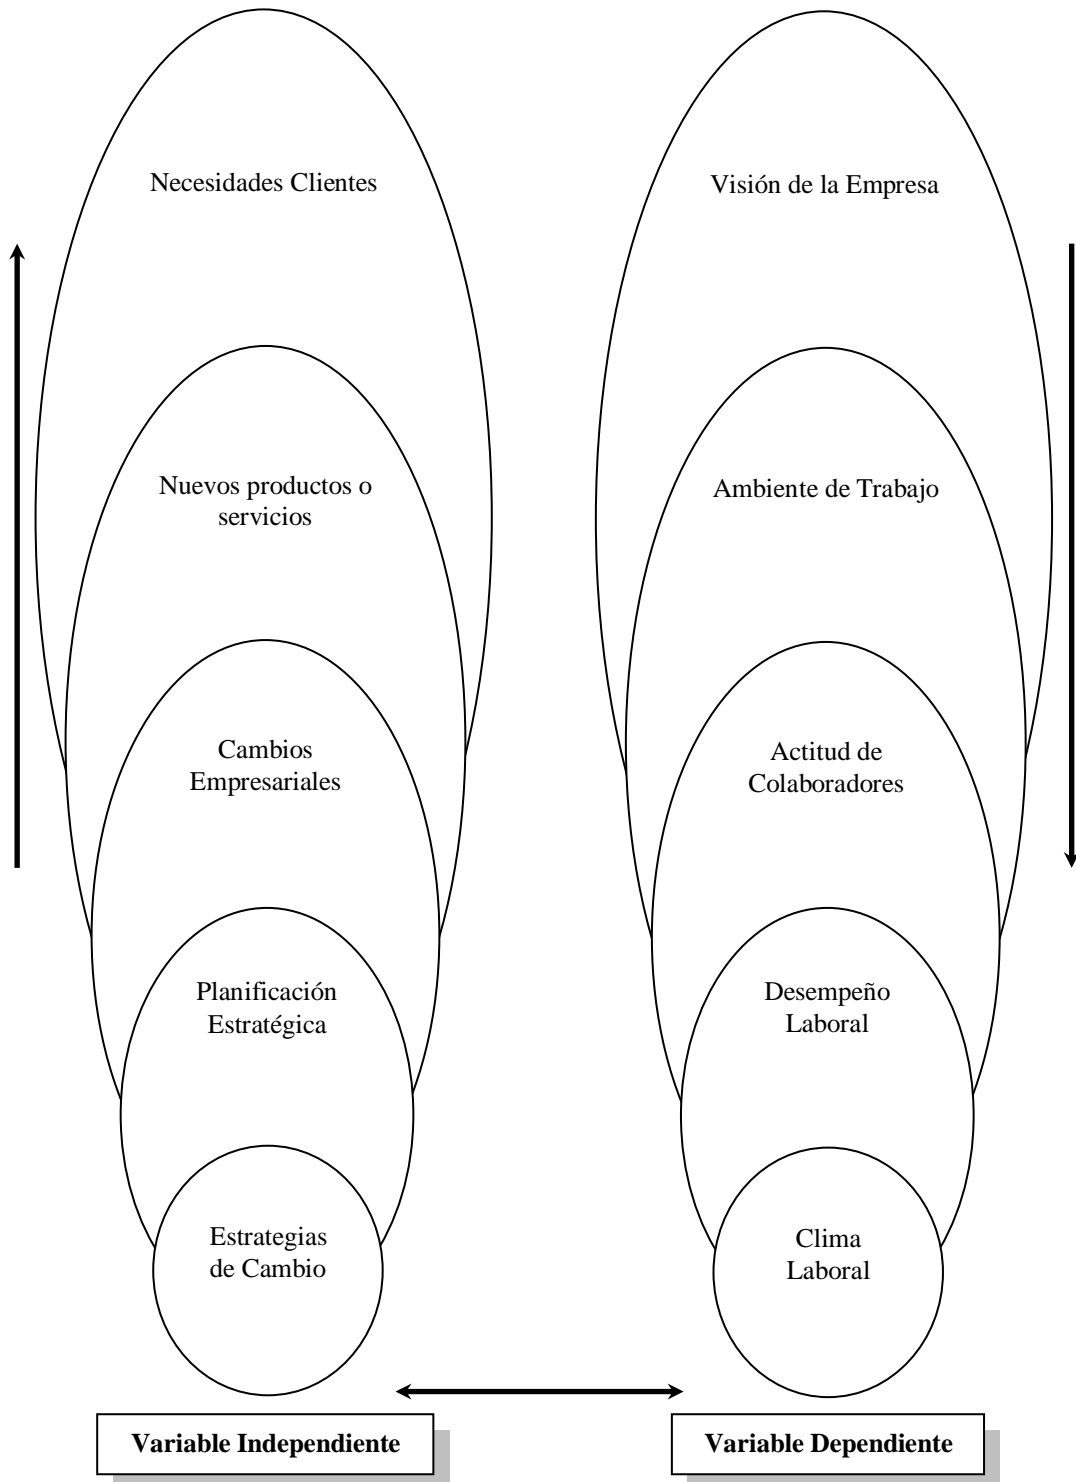 Necesidades Clientes
Visión de la Empresa
Nuevos productos o
servicios
Ambiente de Trabajo
Cambios
Empresariales
Actitud de
Colaboradores
Planificación
Estratégica
Desempeño
Laboral
Estrategias
de Cambio
Clima
Laboral
Variable Independiente
Variable Dependiente